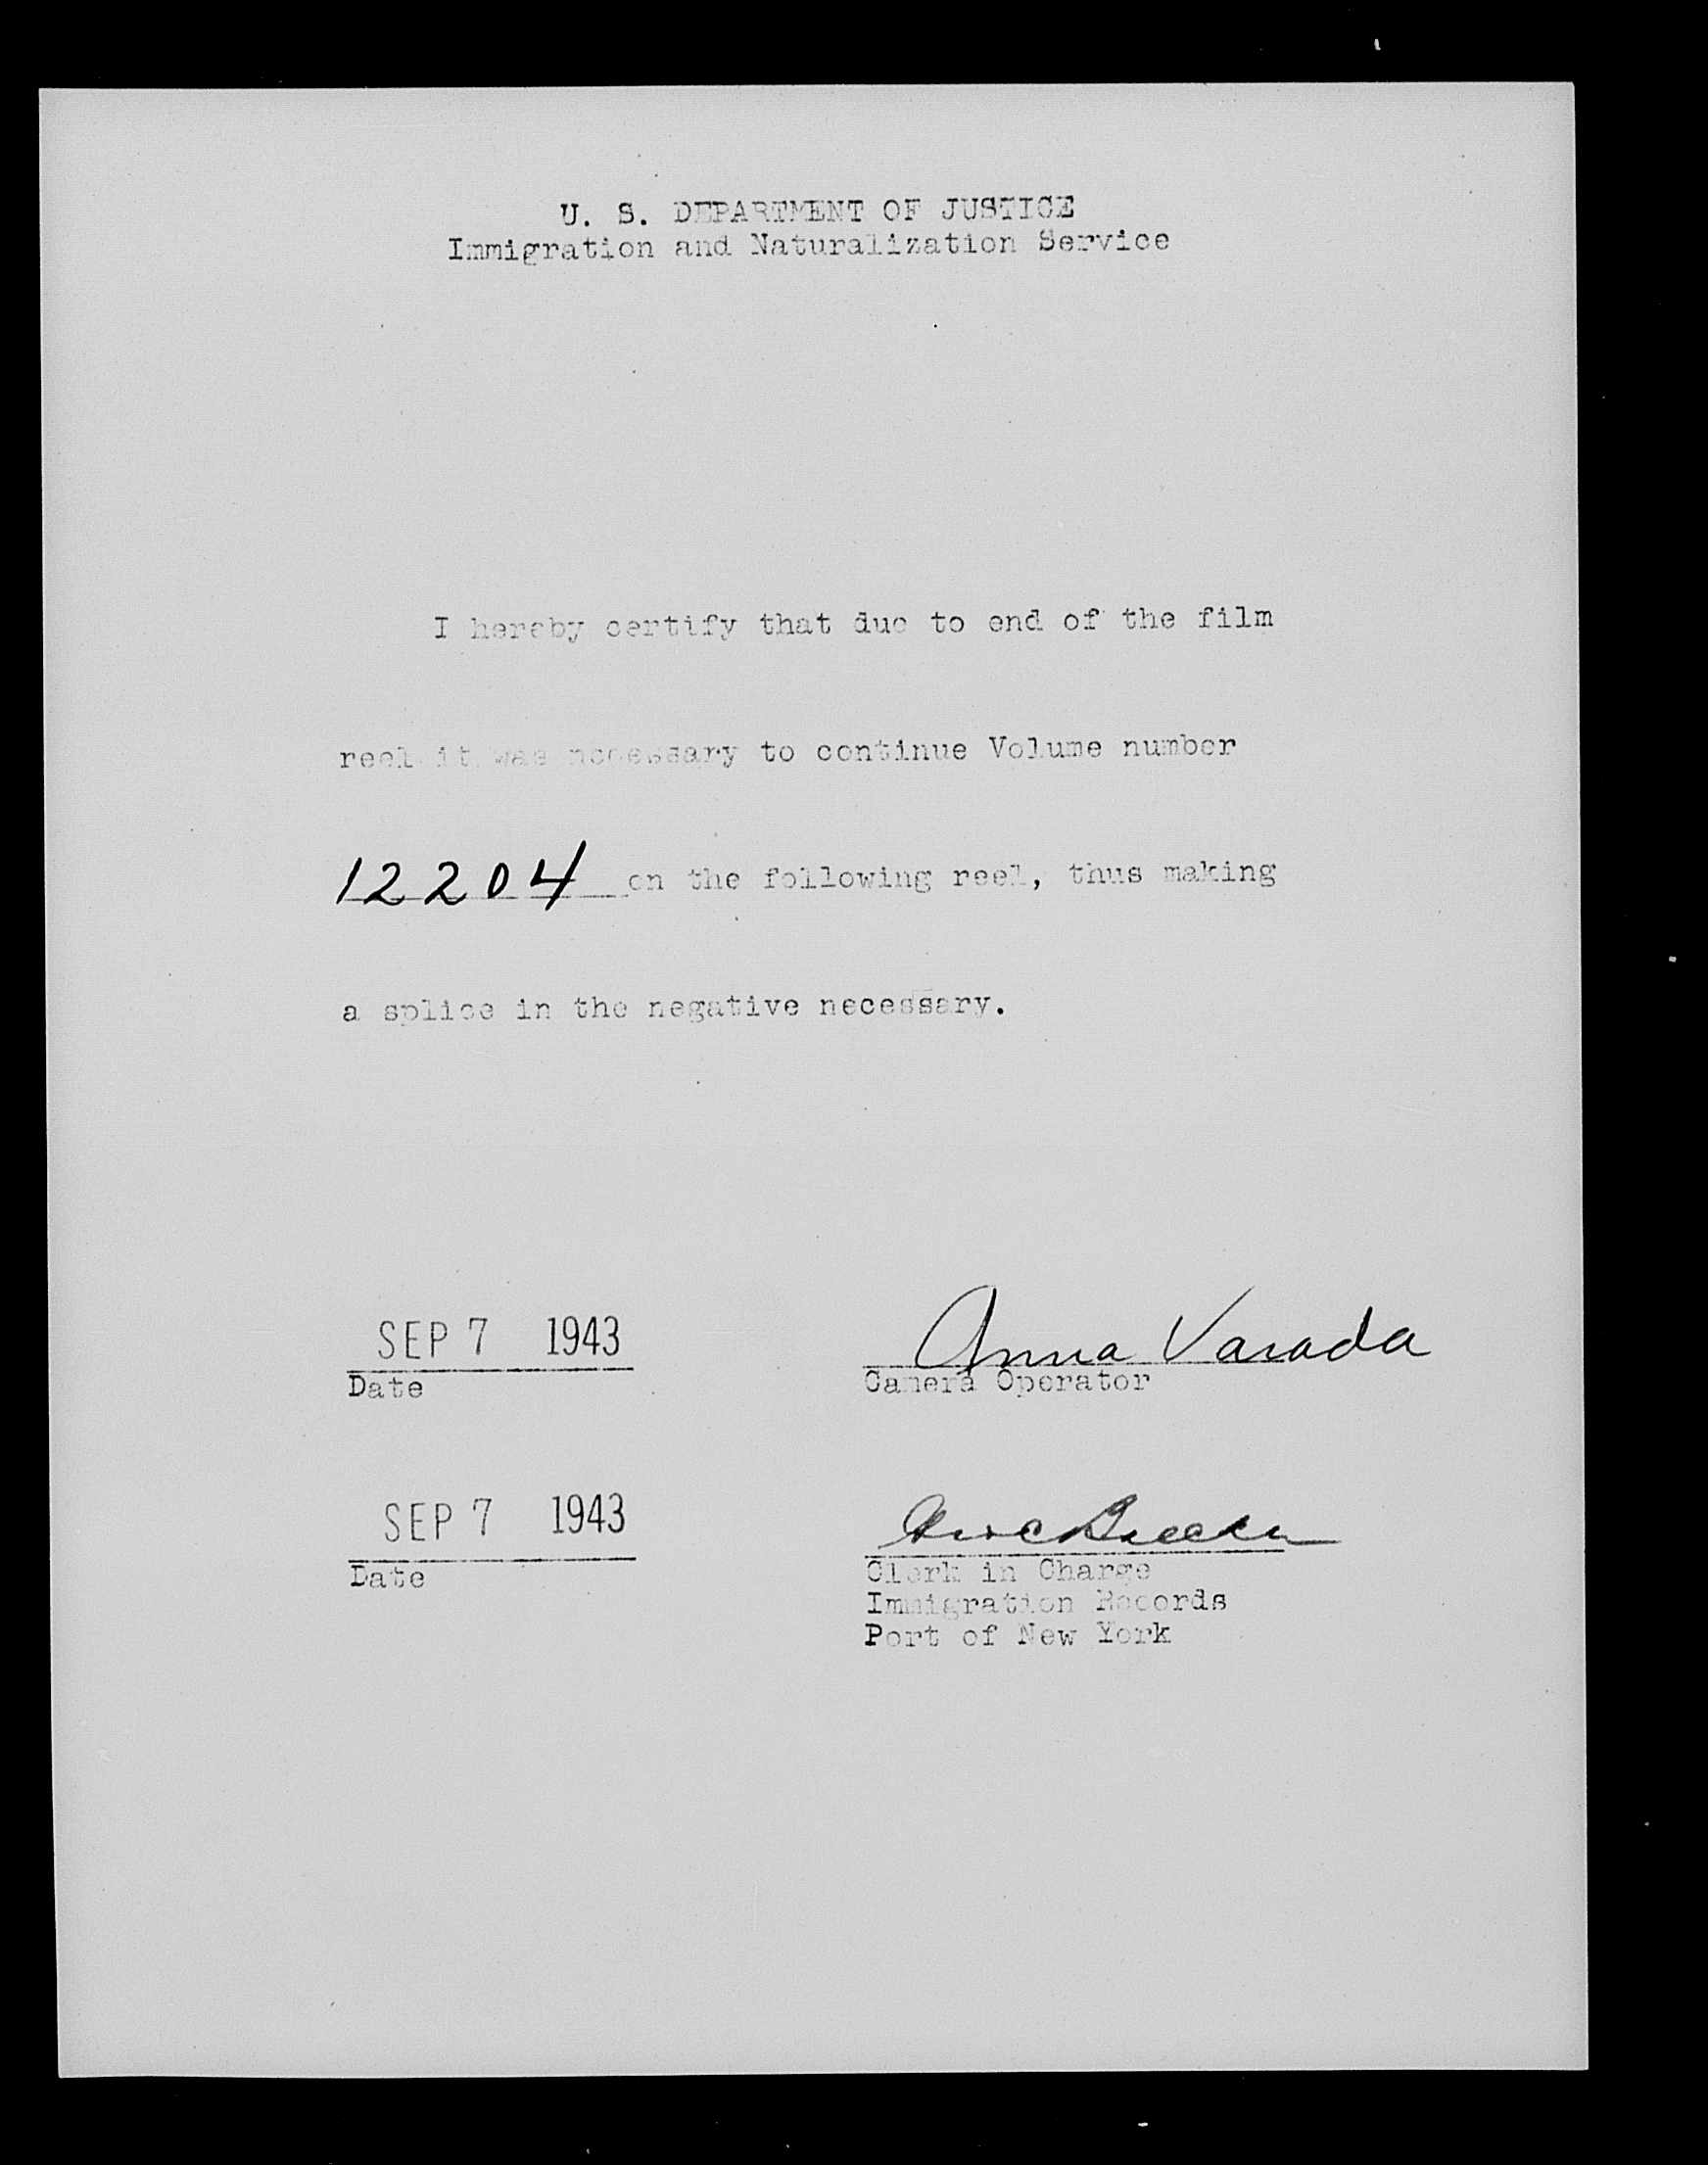 U. S. DEPARTMENT OF JUSTICE
Immigration and Naturalization Service
I hereby certify that due to end of the film
reel it was necessary to continue Volume number
12204 on the following reel, thus making
a splice in the negative necessary.
SEP 7 1943
Anna Varada
Date
Camera Operator
SEP 7 1943
Date
Clerk in Charge
Immigration Records
Port of New York